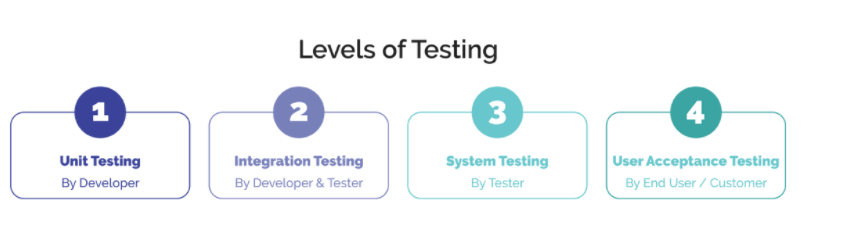 Levels of Testing
1
Unit Testing
By Developer
2
Integration Testing
By Developer & Tester
3
System Testing
By Tester
4
User Acceptance Testing
By End User / Customer